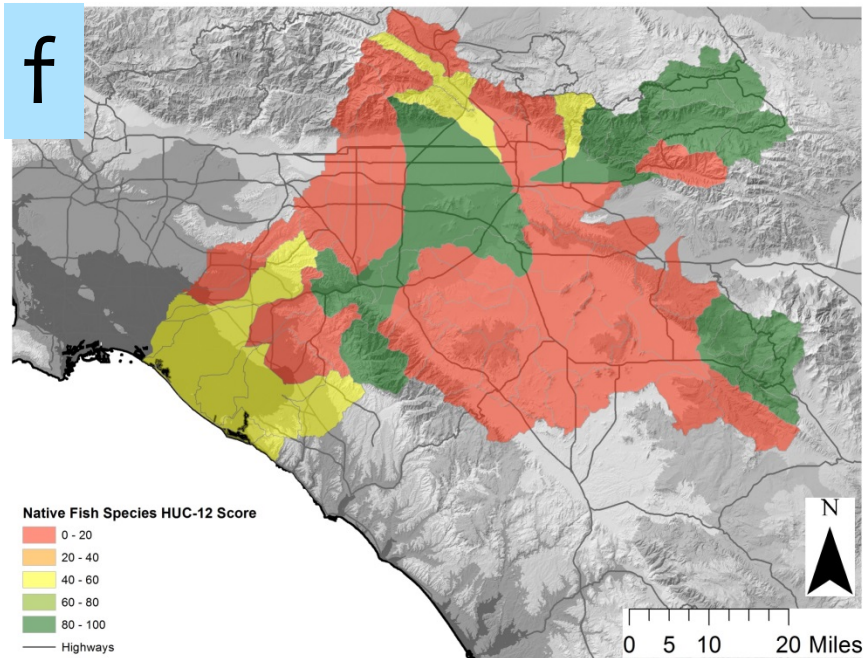 f
Native Fish Species HUC-12 Score
0 - 20
20 - 40
40 - 60
60 - 80
80 - 100
Highways
N
0 5 10 20 Miles